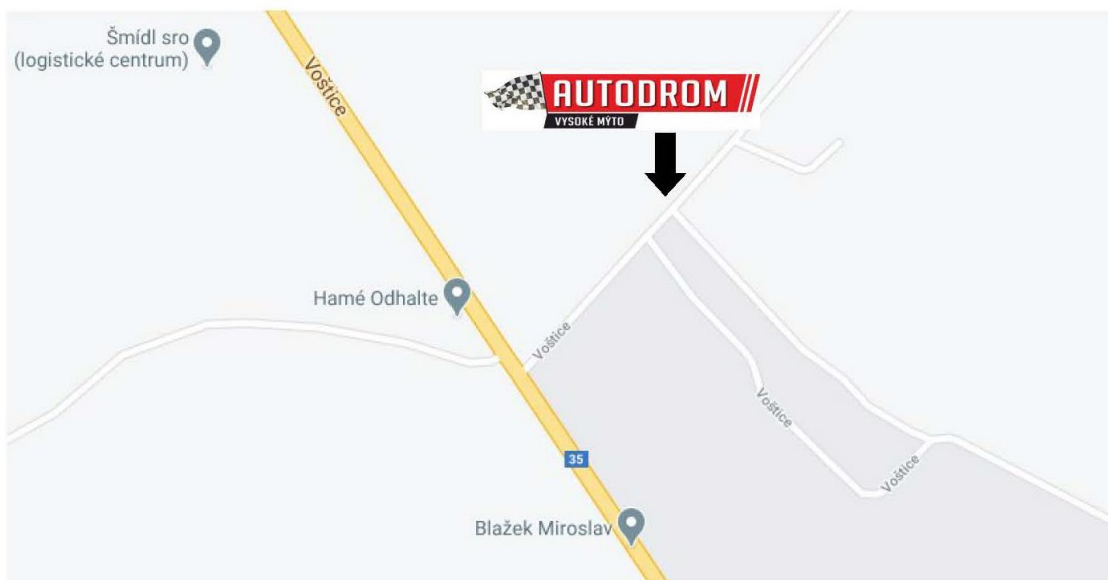 Šmídl sro
(logistické centrum)
Voštice
AUTODROM
VYSOKÉ MÝTO
Hamé Odhalte
Voštice
Voštice
35
Voštice
Blažek Miroslav